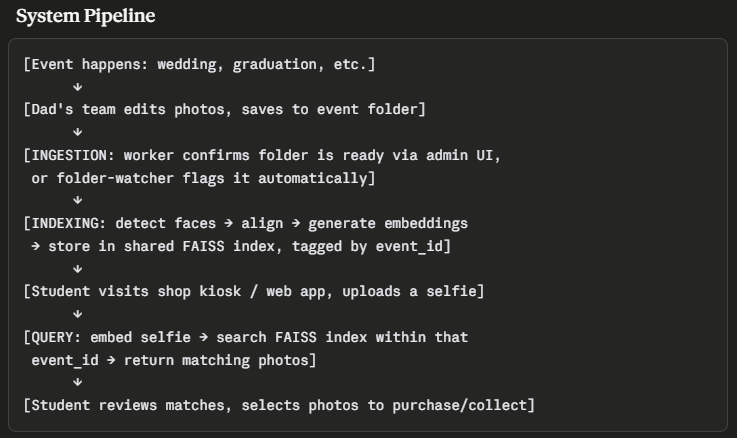 System Pipeline
[Event happens: wedding, graduation, etc.]
↓
[Dad's team edits photos, saves to event folder]
↓
[INGESTION: worker confirms folder is ready via admin UI,
or folder-watcher flags it automatically]
↓
[INDEXING: detect faces → align → generate embeddings
→ store in shared FAISS index, tagged by event_id]
↓
[Student visits shop kiosk / web app, uploads a selfie]
↓
[QUERY: embed selfie → search FAISS index within that
event_id → return matching photos]
↓
[Student reviews matches, selects photos to purchase/collect]